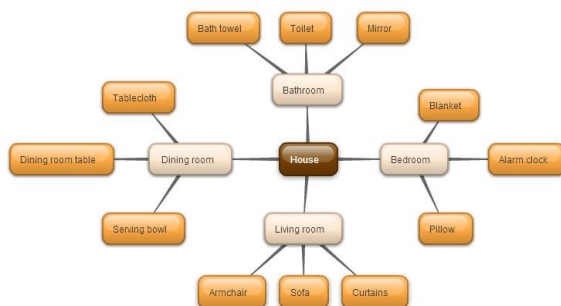 Bath towel
Toilet
Mirror
Bathroom
Tablecloth
Blanket
Dining room table
Dining room
House
Bedroom
Alarm clock
Serving bowl
Living room
Pillow
Armchair
Sofa
Curtains